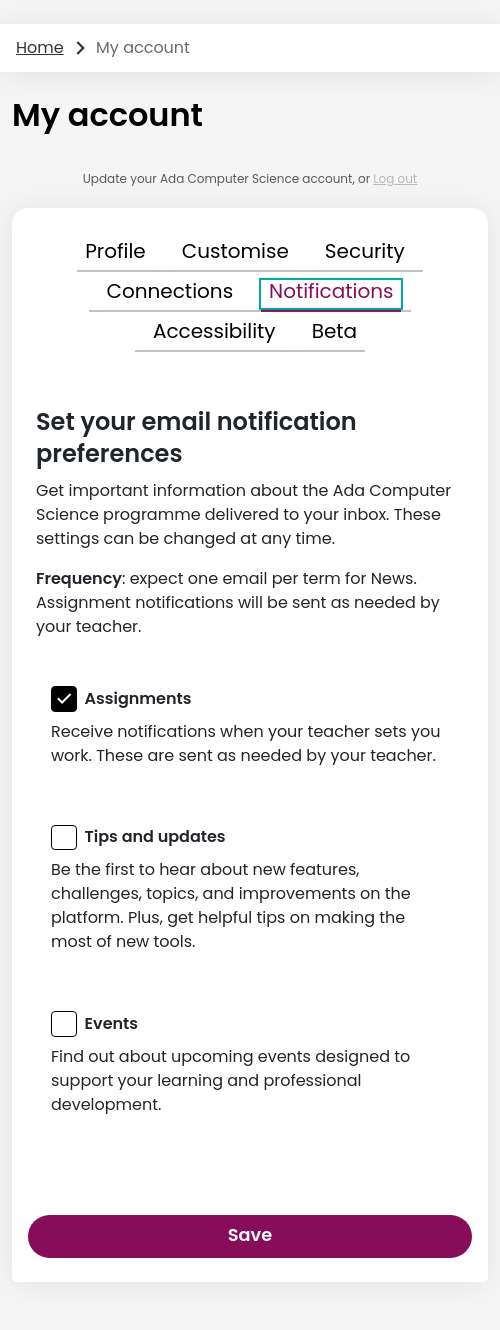 Home > My account
My account
Update your Ada Computer Science account, or Log out
Profile Customise Security
Connections Notifications
Accessibility Beta
Set your email notification
preferences
Get important information about the Ada Computer
Science programme delivered to your inbox. These
settings can be changed at any time.
Frequency: expect one email per term for News.
Assignment notifications will be sent as needed by
your teacher.
Assignments
Receive notifications when your teacher sets you
work. These are sent as needed by your teacher.
Tips and updates
Be the first to hear about new features,
challenges, topics, and improvements on the
platform. Plus, get helpful tips on making the
most of new tools.
Events
Find out about upcoming events designed to
support your learning and professional
development.
Save